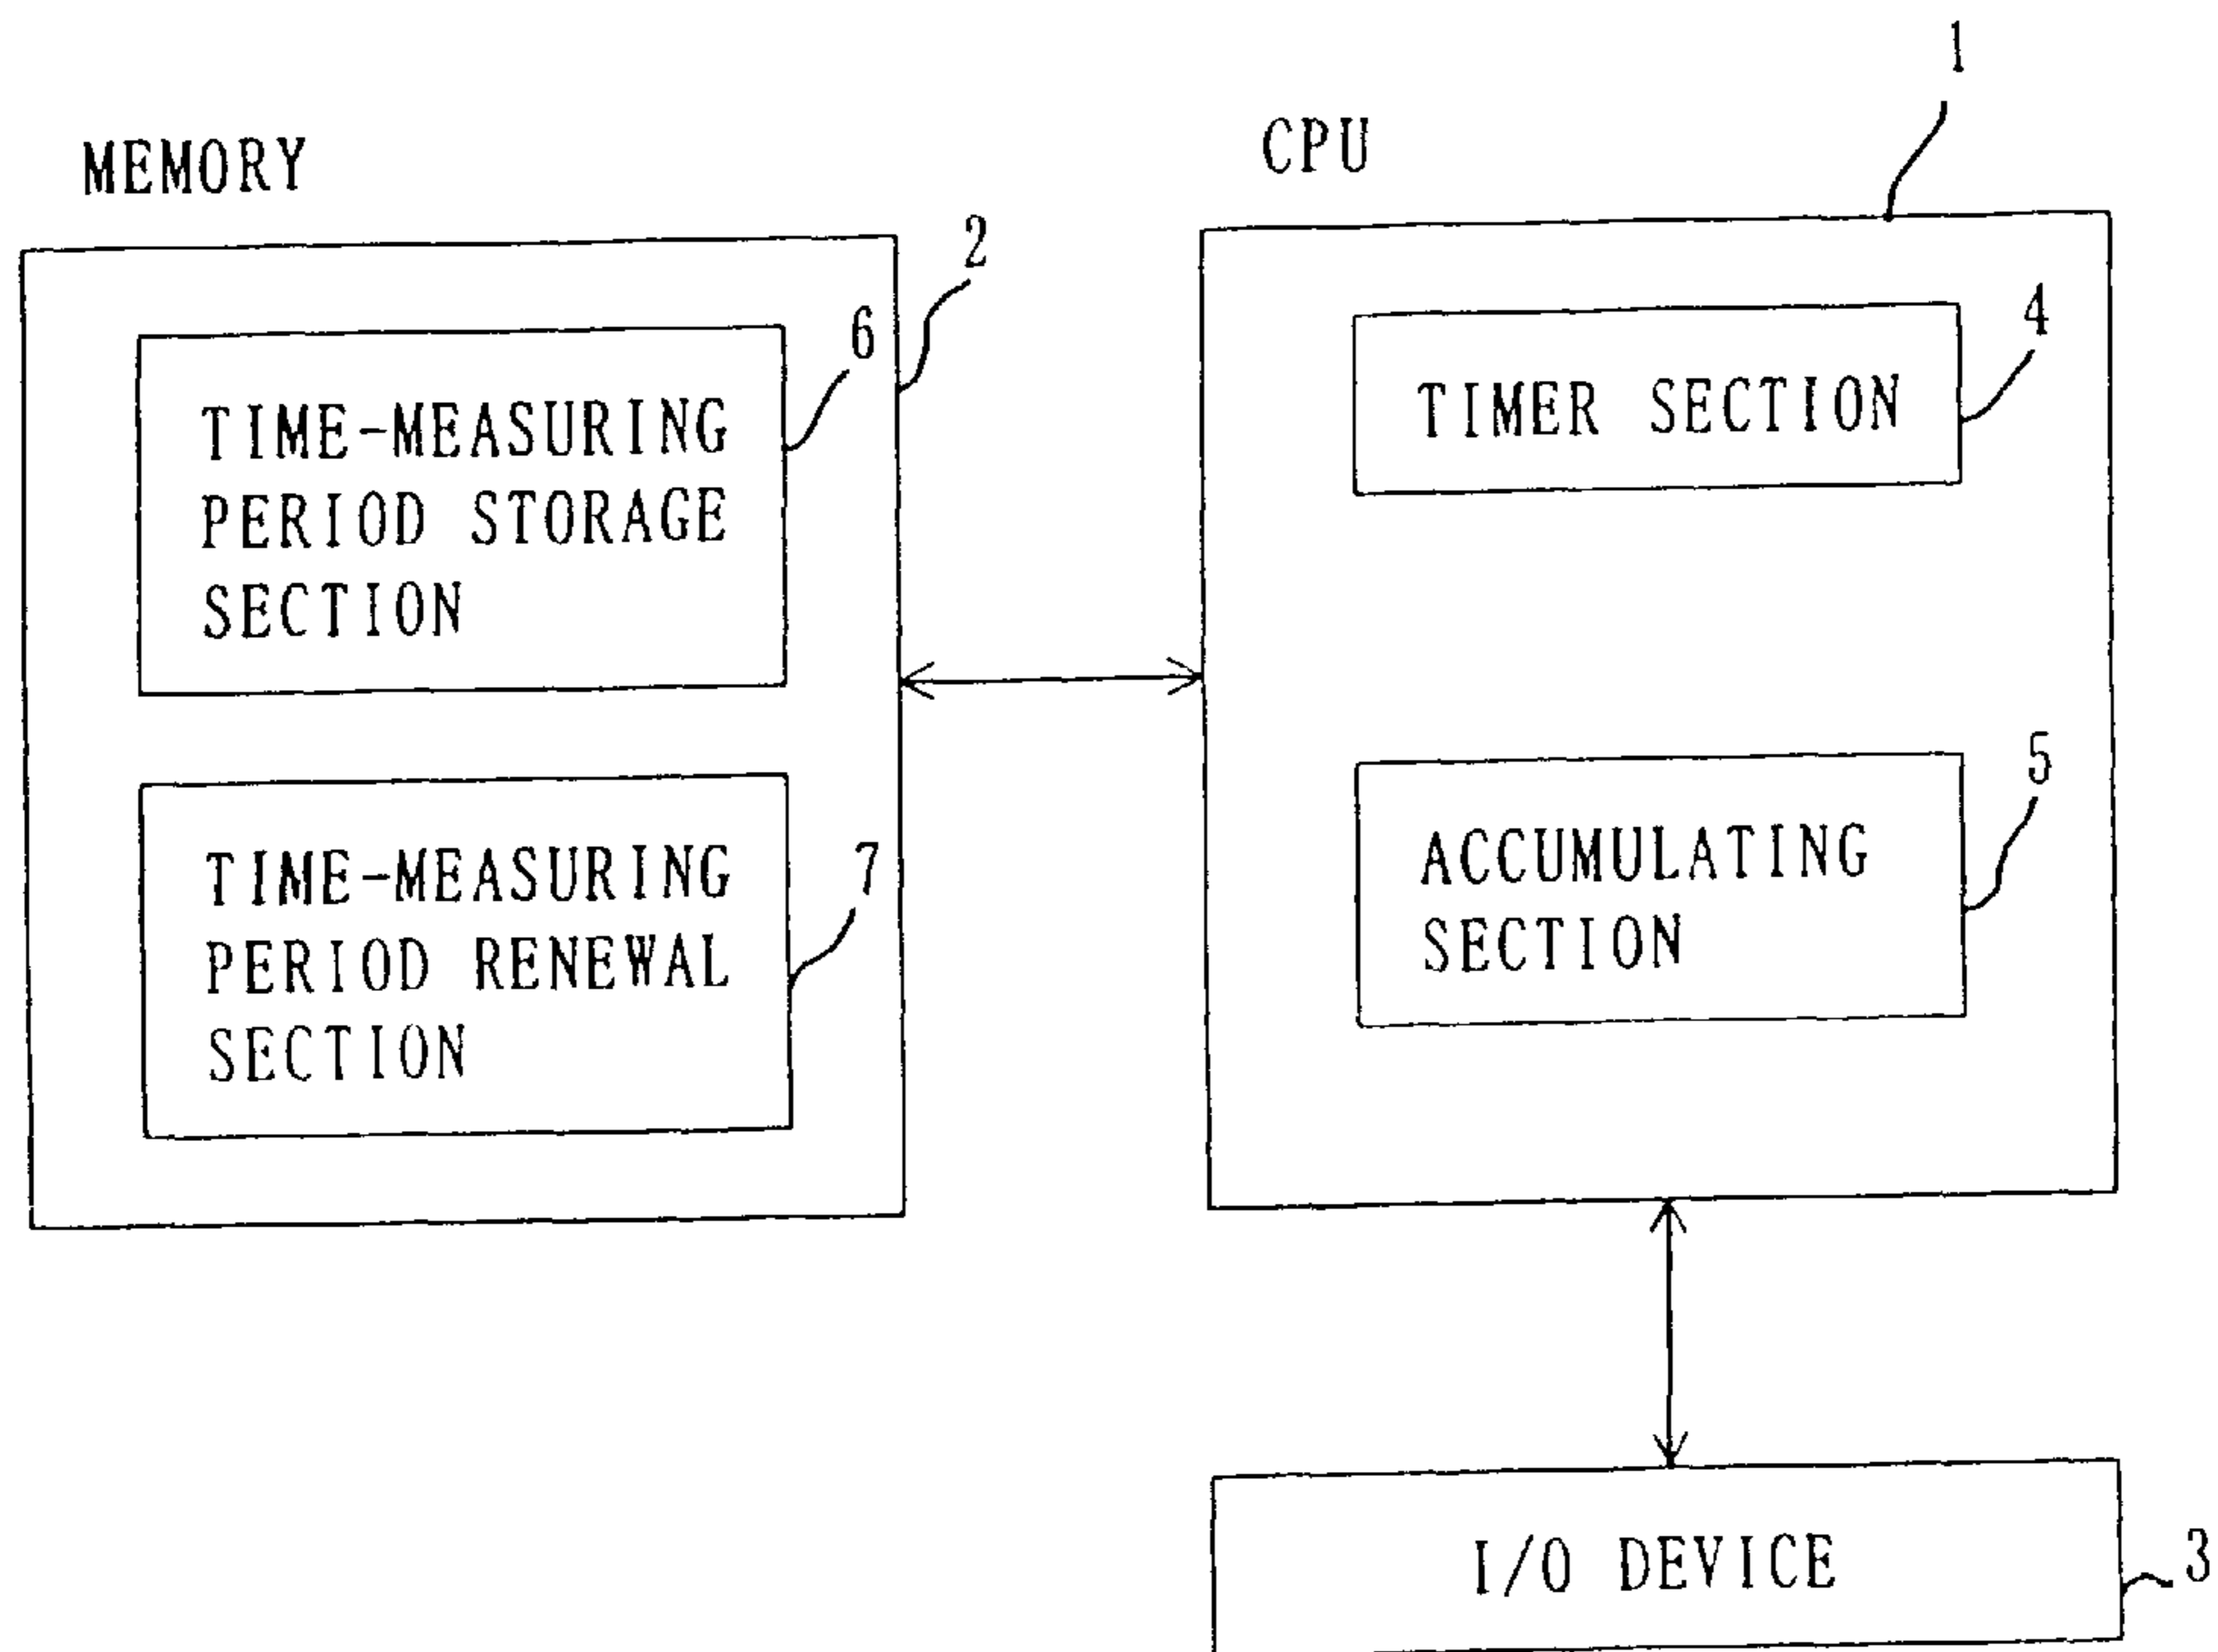 MEMORY
2
6
TIME-MEASURING
PERIOD STORAGE
SECTION
7
TIME-MEASURING
PERIOD RENEWAL
SECTION
CPU
1
4
TIMER SECTION
5
ACCUMULATING
SECTION
I/O DEVICE
3